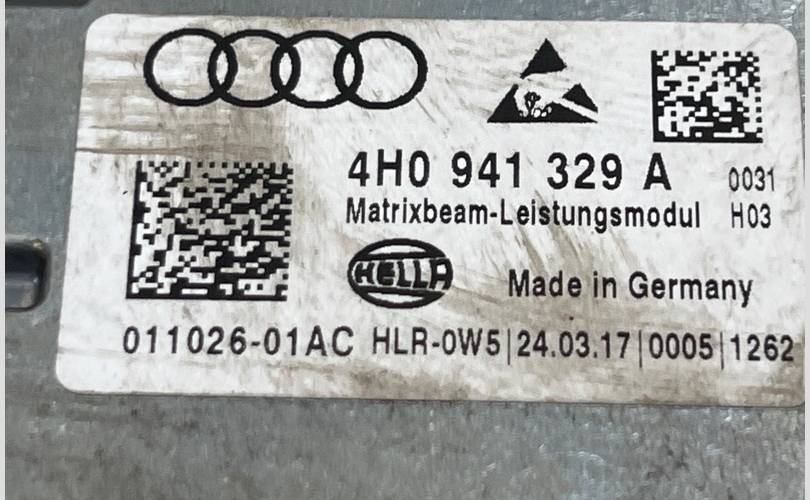 4H0 941 329 A 0031
Matrixbeam-Leistungsmodul H03
HELLA Made in Germany
011026-01AC HLR-0W5|24.03.17|0005|1262